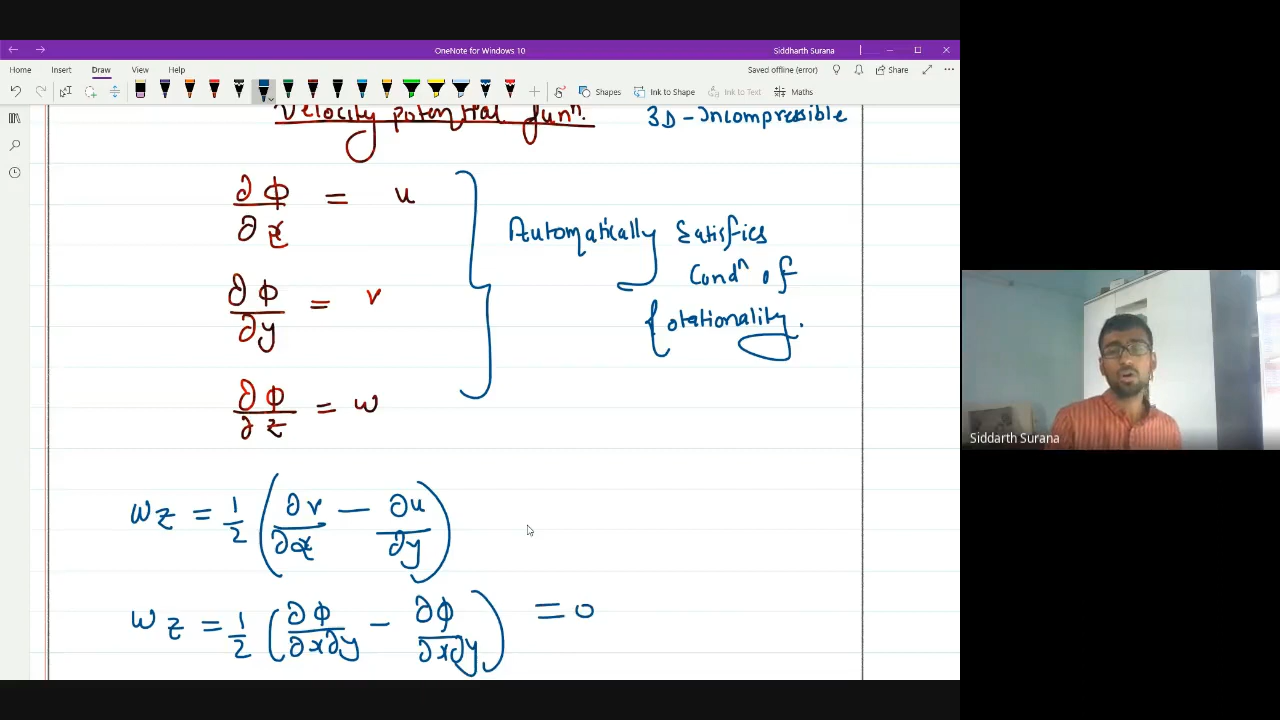 OneNote for Windows 10
Siddharth Surana
Home Insert Draw View Help
Saved offline (error)
Share
Shapes
Ink to Shape
Ink to Text
Maths
Velocity potential funⁿ.
3D - Incompressible
∂ϕ/∂x = u
Automatically satisfies
Condⁿ of
∂ϕ/∂y = v
rotationality.
∂ϕ/∂z = w
ωz = 1/2 (∂v/∂x − ∂u/∂y)
ωz = 1/2 (∂ϕ/∂x∂y − ∂ϕ/∂x∂y) = 0
Siddarth Surana